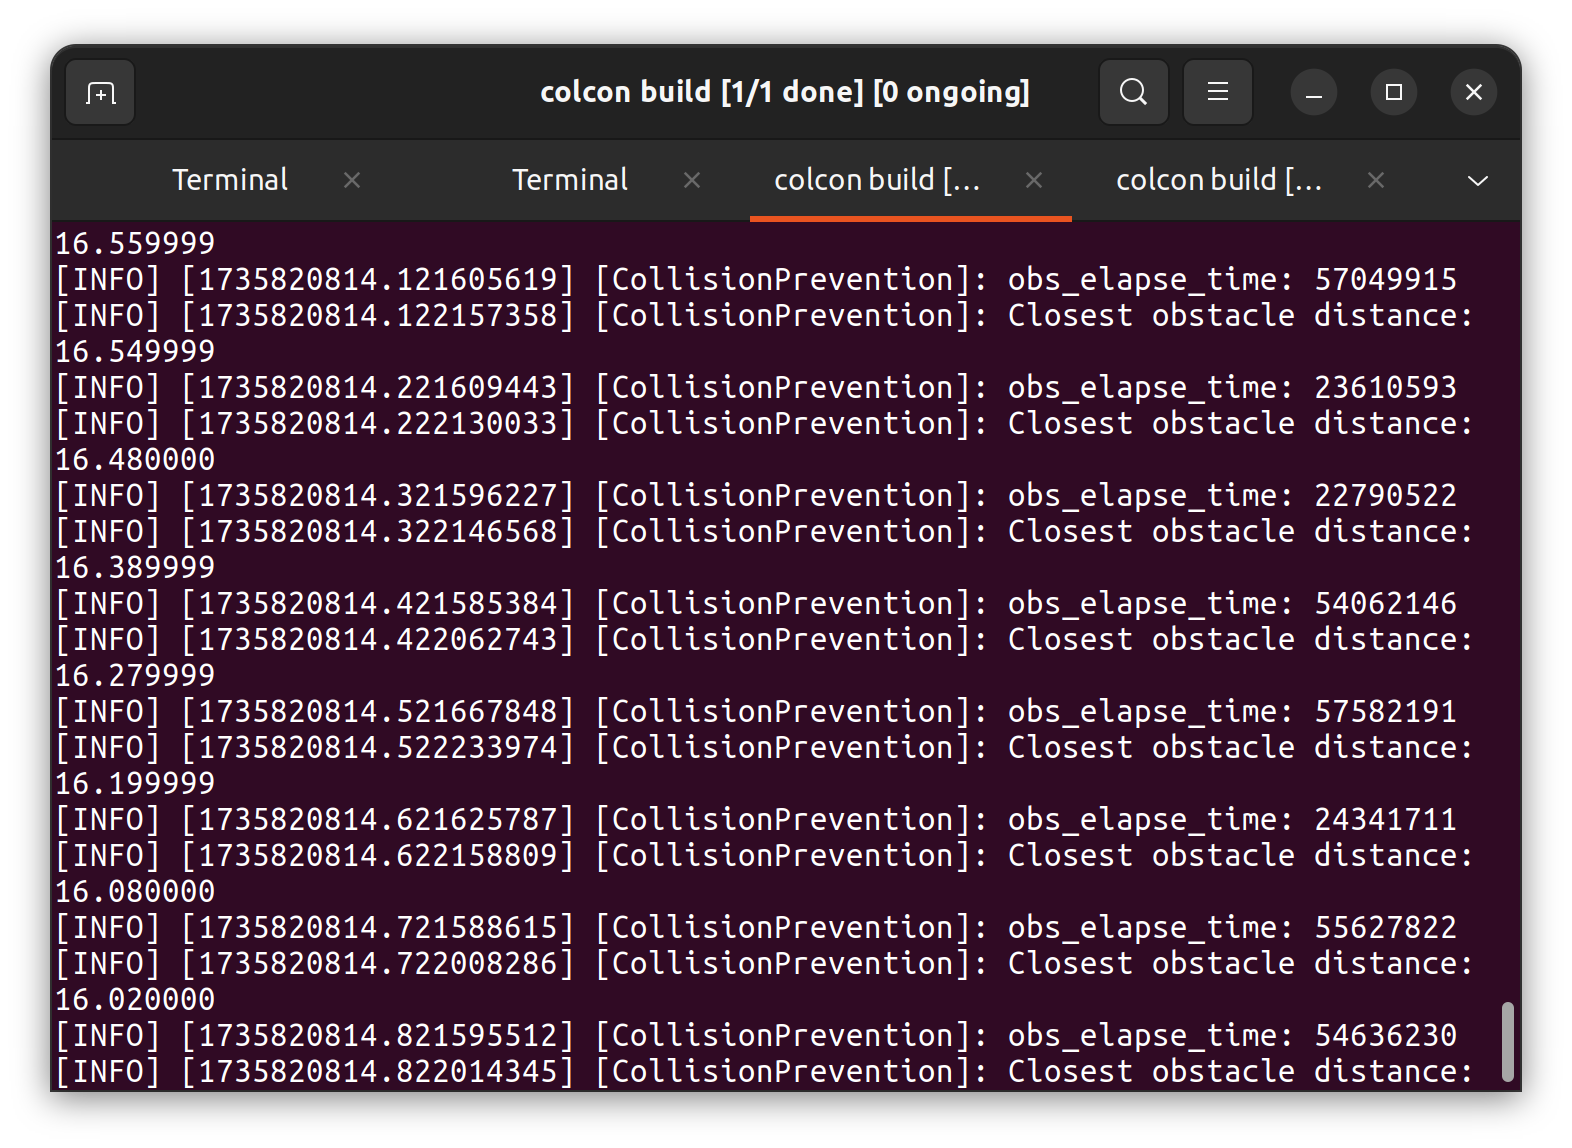 colcon build [1/1 done] [0 ongoing]
Terminal
Terminal
colcon build [...
colcon build [...
16.559999
[INFO] [1735820814.121605619] [CollisionPrevention]: obs_elapse_time: 57049915
[INFO] [1735820814.122157358] [CollisionPrevention]: Closest obstacle distance:
16.549999
[INFO] [1735820814.221609443] [CollisionPrevention]: obs_elapse_time: 23610593
[INFO] [1735820814.222130033] [CollisionPrevention]: Closest obstacle distance:
16.480000
[INFO] [1735820814.321596227] [CollisionPrevention]: obs_elapse_time: 22790522
[INFO] [1735820814.322146568] [CollisionPrevention]: Closest obstacle distance:
16.389999
[INFO] [1735820814.421585384] [CollisionPrevention]: obs_elapse_time: 54062146
[INFO] [1735820814.422062743] [CollisionPrevention]: Closest obstacle distance:
16.279999
[INFO] [1735820814.521667848] [CollisionPrevention]: obs_elapse_time: 57582191
[INFO] [1735820814.522233974] [CollisionPrevention]: Closest obstacle distance:
16.199999
[INFO] [1735820814.621625787] [CollisionPrevention]: obs_elapse_time: 24341711
[INFO] [1735820814.622158809] [CollisionPrevention]: Closest obstacle distance:
16.080000
[INFO] [1735820814.721588615] [CollisionPrevention]: obs_elapse_time: 55627822
[INFO] [1735820814.722008286] [CollisionPrevention]: Closest obstacle distance:
16.020000
[INFO] [1735820814.821595512] [CollisionPrevention]: obs_elapse_time: 54636230
[INFO] [1735820814.822014345] [CollisionPrevention]: Closest obstacle distance: